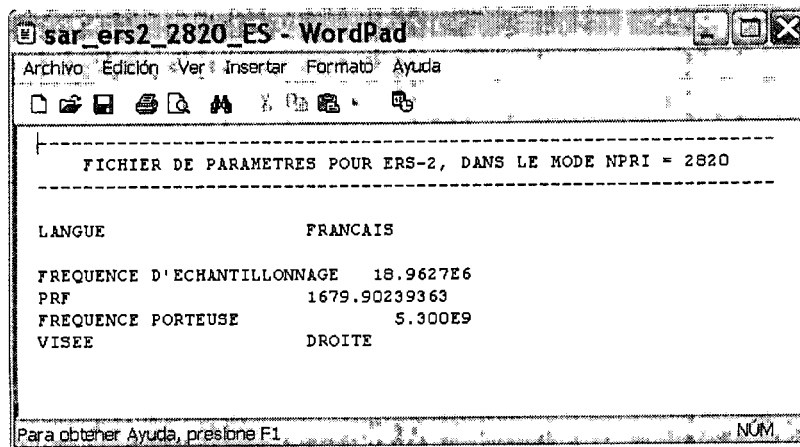 sar_ers2_2820_ES - WordPad
Archivo Edición Ver Insertar Formato Ayuda
FICHIER DE PARAMETRES POUR ERS-2, DANS LE MODE NPRI = 2820
LANGUE FRANCAIS
FREQUENCE D'ECHANTILLONNAGE 18.9627E6
PRF 1679.90239363
FREQUENCE PORTEUSE 5.300E9
VISEE DROITE
Para obtener Ayuda, presione F1 NÚM